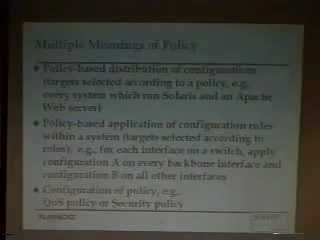 Multiple Meanings of Policy
Policy-based distribution of configurations
(targets selected according to a policy, e.g.,
every system which run Solaris and an Apache
Web server)
Policy-based application of configuration rules
within a system (targets selected according to
roles). e.g., for each interface on a switch, apply
configuration A on every backbone interface and
configuration B on all other interfaces
Configuration of policy, e.g.,
QoS policy or Security policy
NANOG